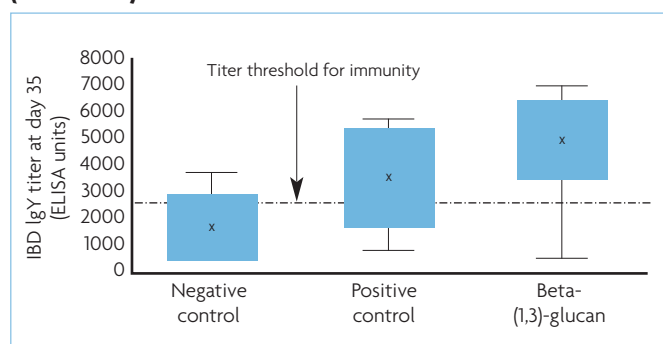 8000
7000
6000
5000
4000
3000
2000
1000
0
IBD IgY titer at day 35
(ELISA units)
Titer threshold for immunity
x
x
x
Negative
control
Positive
control
Beta-
(1,3)-glucan